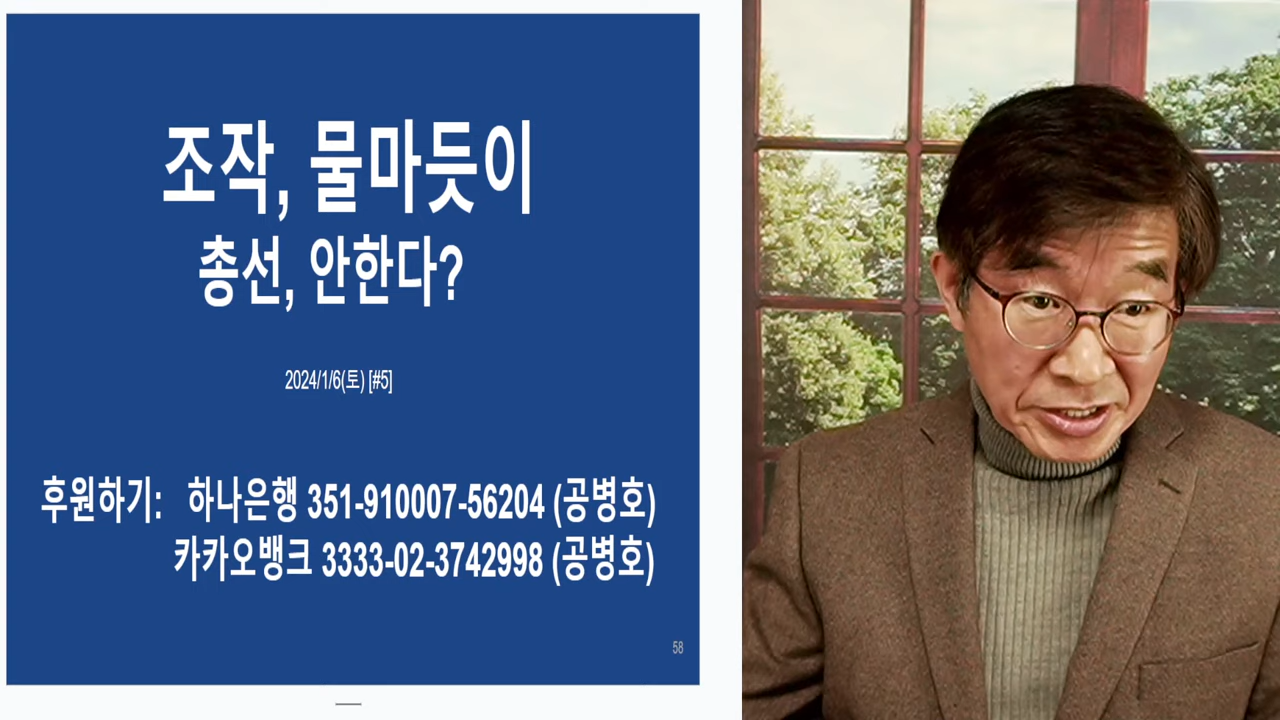 조작, 물마듯이
총선, 안한다?
2024/1/6(토) [#5]
후원하기: 하나은행 351-910007-56204 (공병호)
카카오뱅크 3333-02-3742998 (공병호)
58